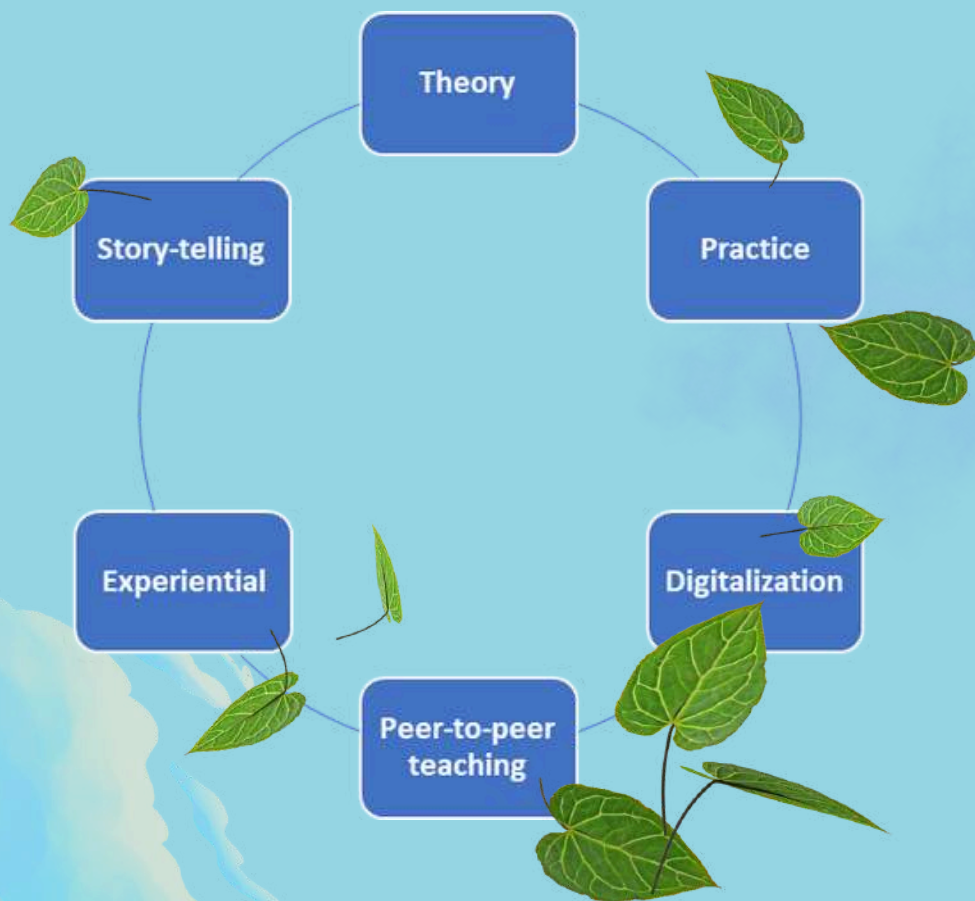 Theory
Story-telling
Practice
Experiential
Digitalization
Peer-to-peer
teaching